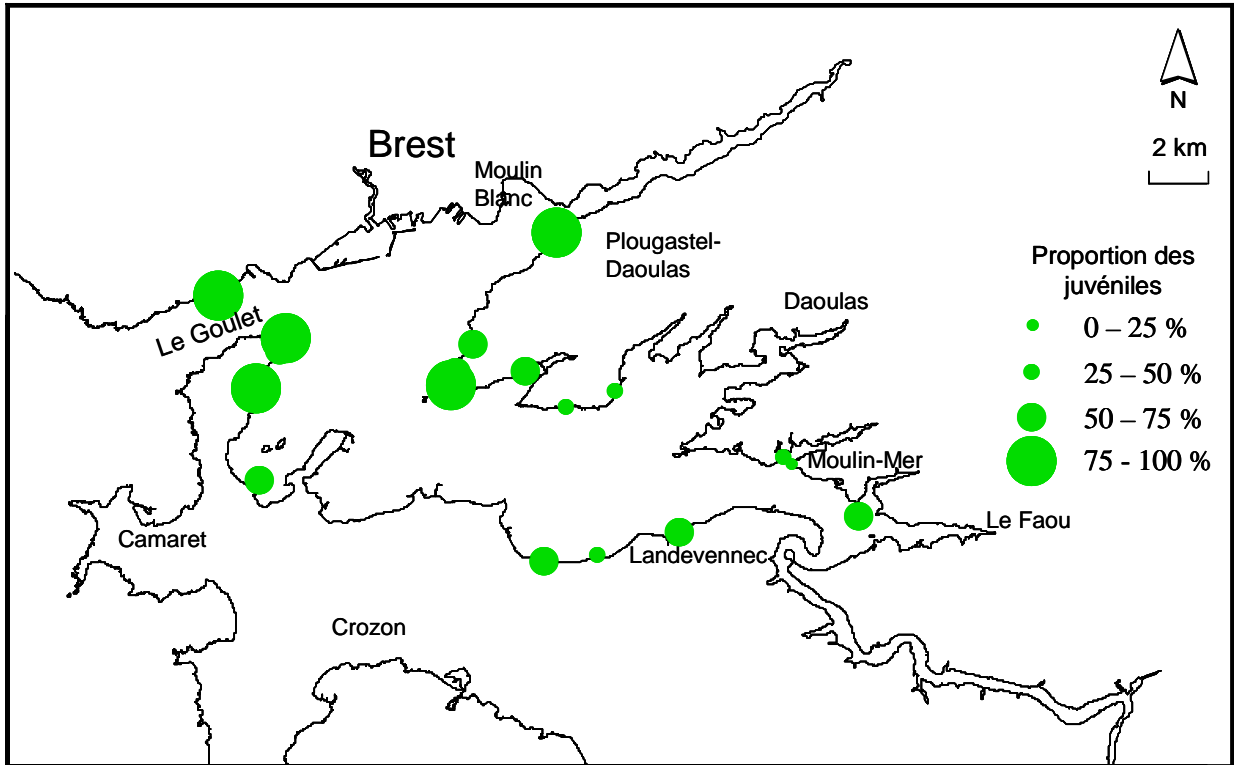 N
2 km
Brest
Moulin
Blanc
Plougastel-
Daoulas
Proportion des
juvéniles
0 – 25 %
25 – 50 %
50 – 75 %
75 - 100 %
Daoulas
Le Goulet
Moulin-Mer
Le Faou
Camaret
Landevennec
Crozon